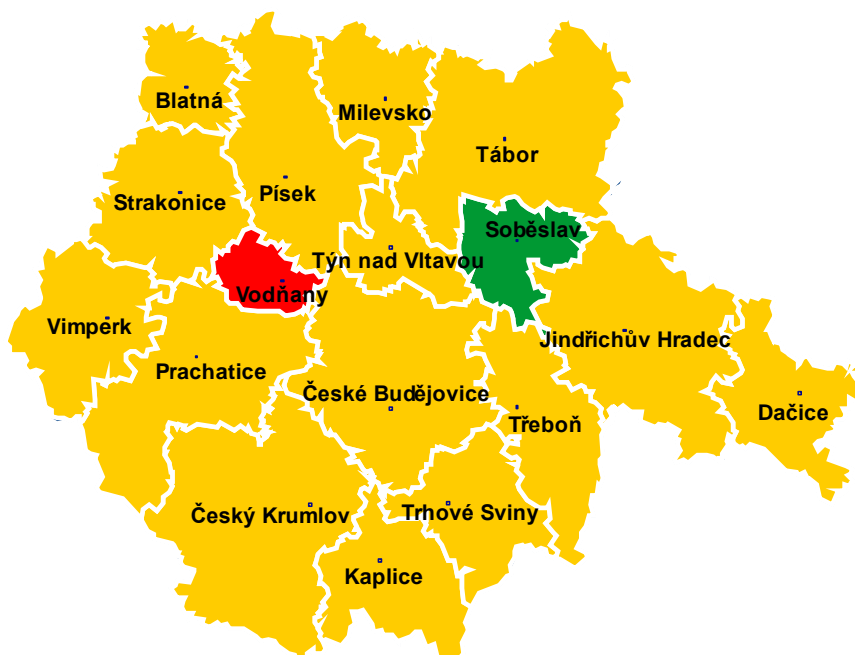 Blatná
Milevsko
Tábor
Písek
Strakonice
Soběslav
Týn nad Vltavou
Vodňany
Vimperk
Jindřichův Hradec
Prachatice
České Budějovice
Dačice
Třeboň
Český Krumlov
Trhové Sviny
Kaplice